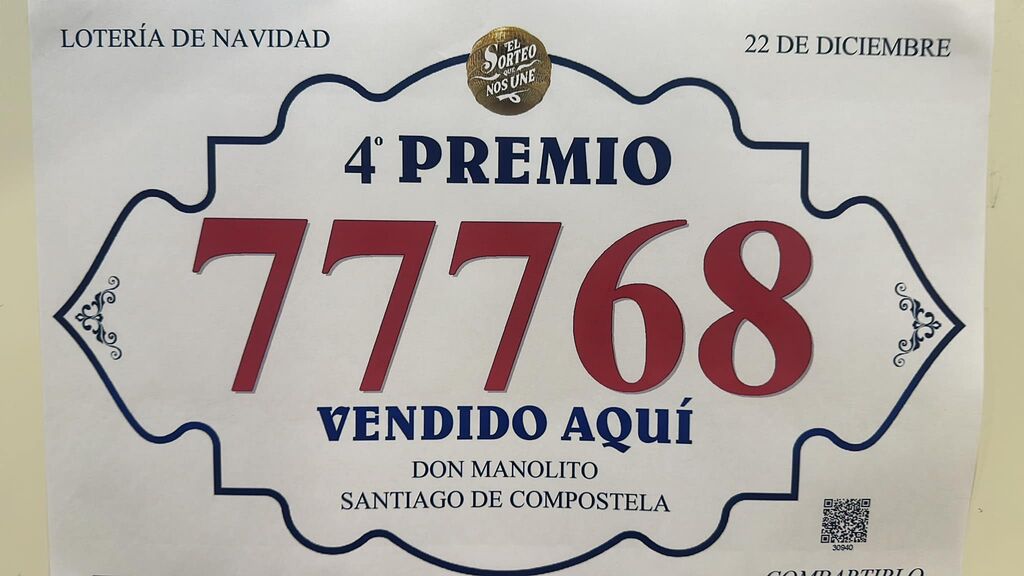 LOTERÍA DE NAVIDAD
22 DE DICIEMBRE
EL
SORTEO
QUE
NOS UNE
4º PREMIO
77768
VENDIDO AQUÍ
DON MANOLITO
SANTIAGO DE COMPOSTELA
30940
COMPARTIRLO